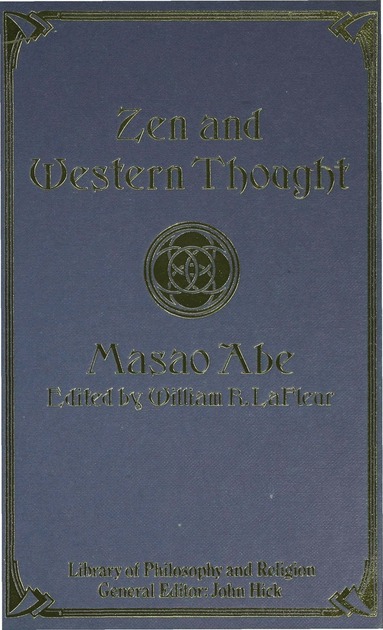 Zen and
Western Thought
Masao Abe
Edited by William R. LaFleur
Library of Philosophy and Religion
General Editor: John Hick